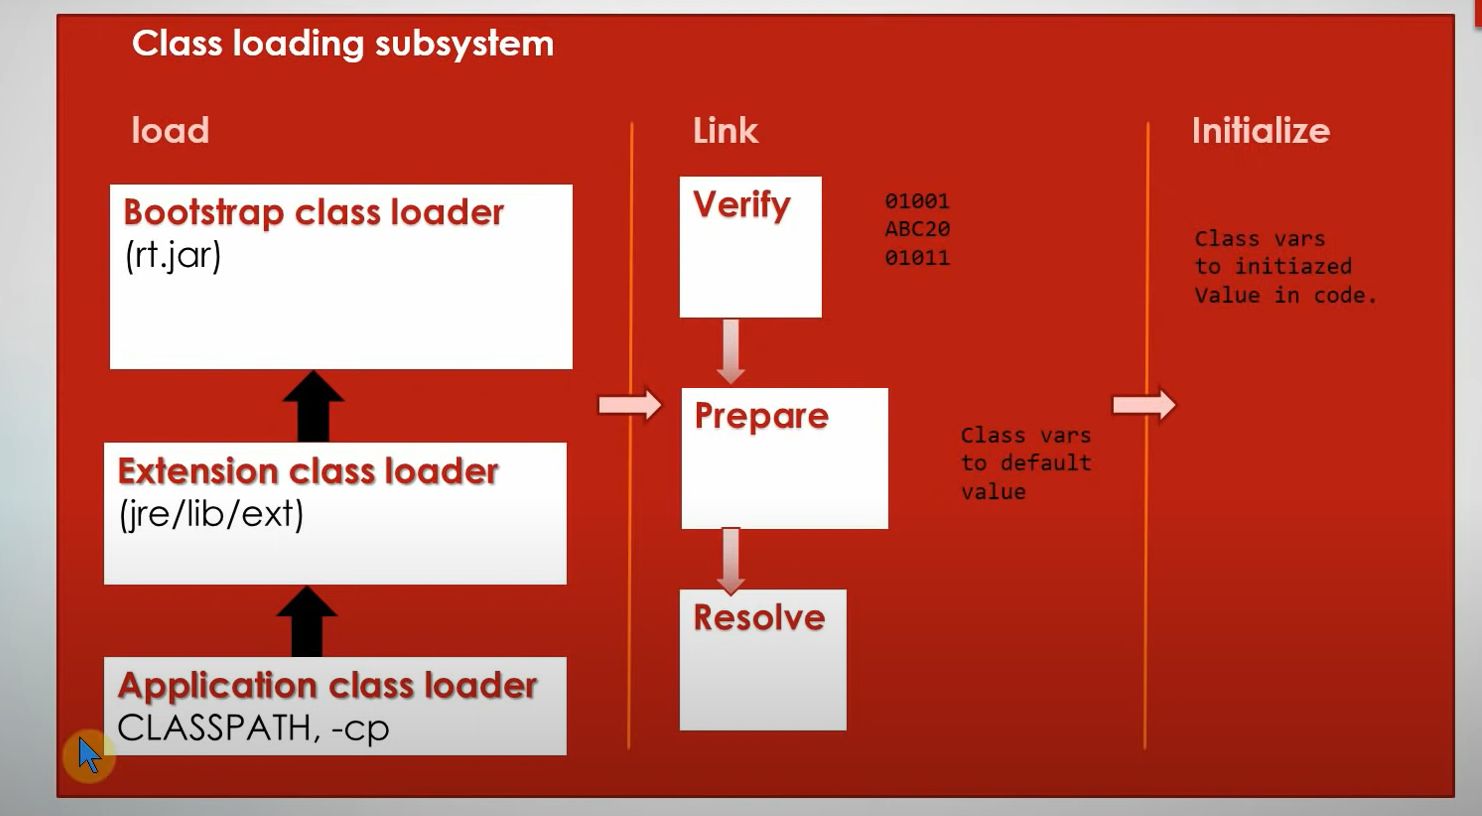 Class loading subsystem
load
Bootstrap class loader
(rt.jar)
Extension class loader
(jre/lib/ext)
Application class loader
CLASSPATH, -cp
Link
Verify
01001
ABC20
01011
Prepare
Class vars
to default
value
Resolve
Initialize
Class vars
to initiazed
Value in code.